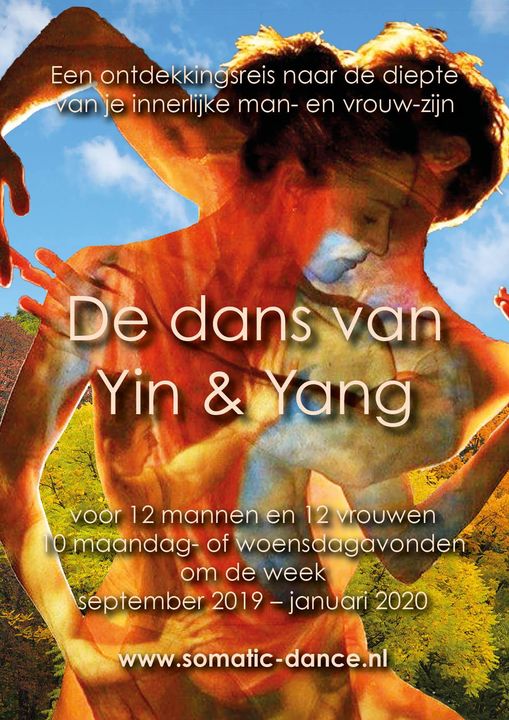 Een ontdekkingsreis naar de diepte
van je innerlijke man- en vrouw-zijn
De dans van
Yin & Yang
voor 12 mannen en 12 vrouwen
10 maandag- of woensdagavonden
om de week
september 2019 – januari 2020
www.somatic-dance.nl